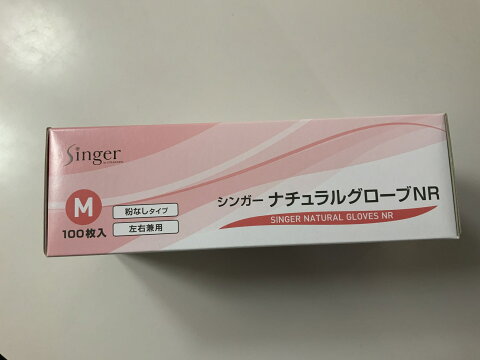 Singer
M
100枚入
粉なしタイプ
左右兼用
シンガー ナチュラルグローブNR
SINGER NATURAL GLOVES NR